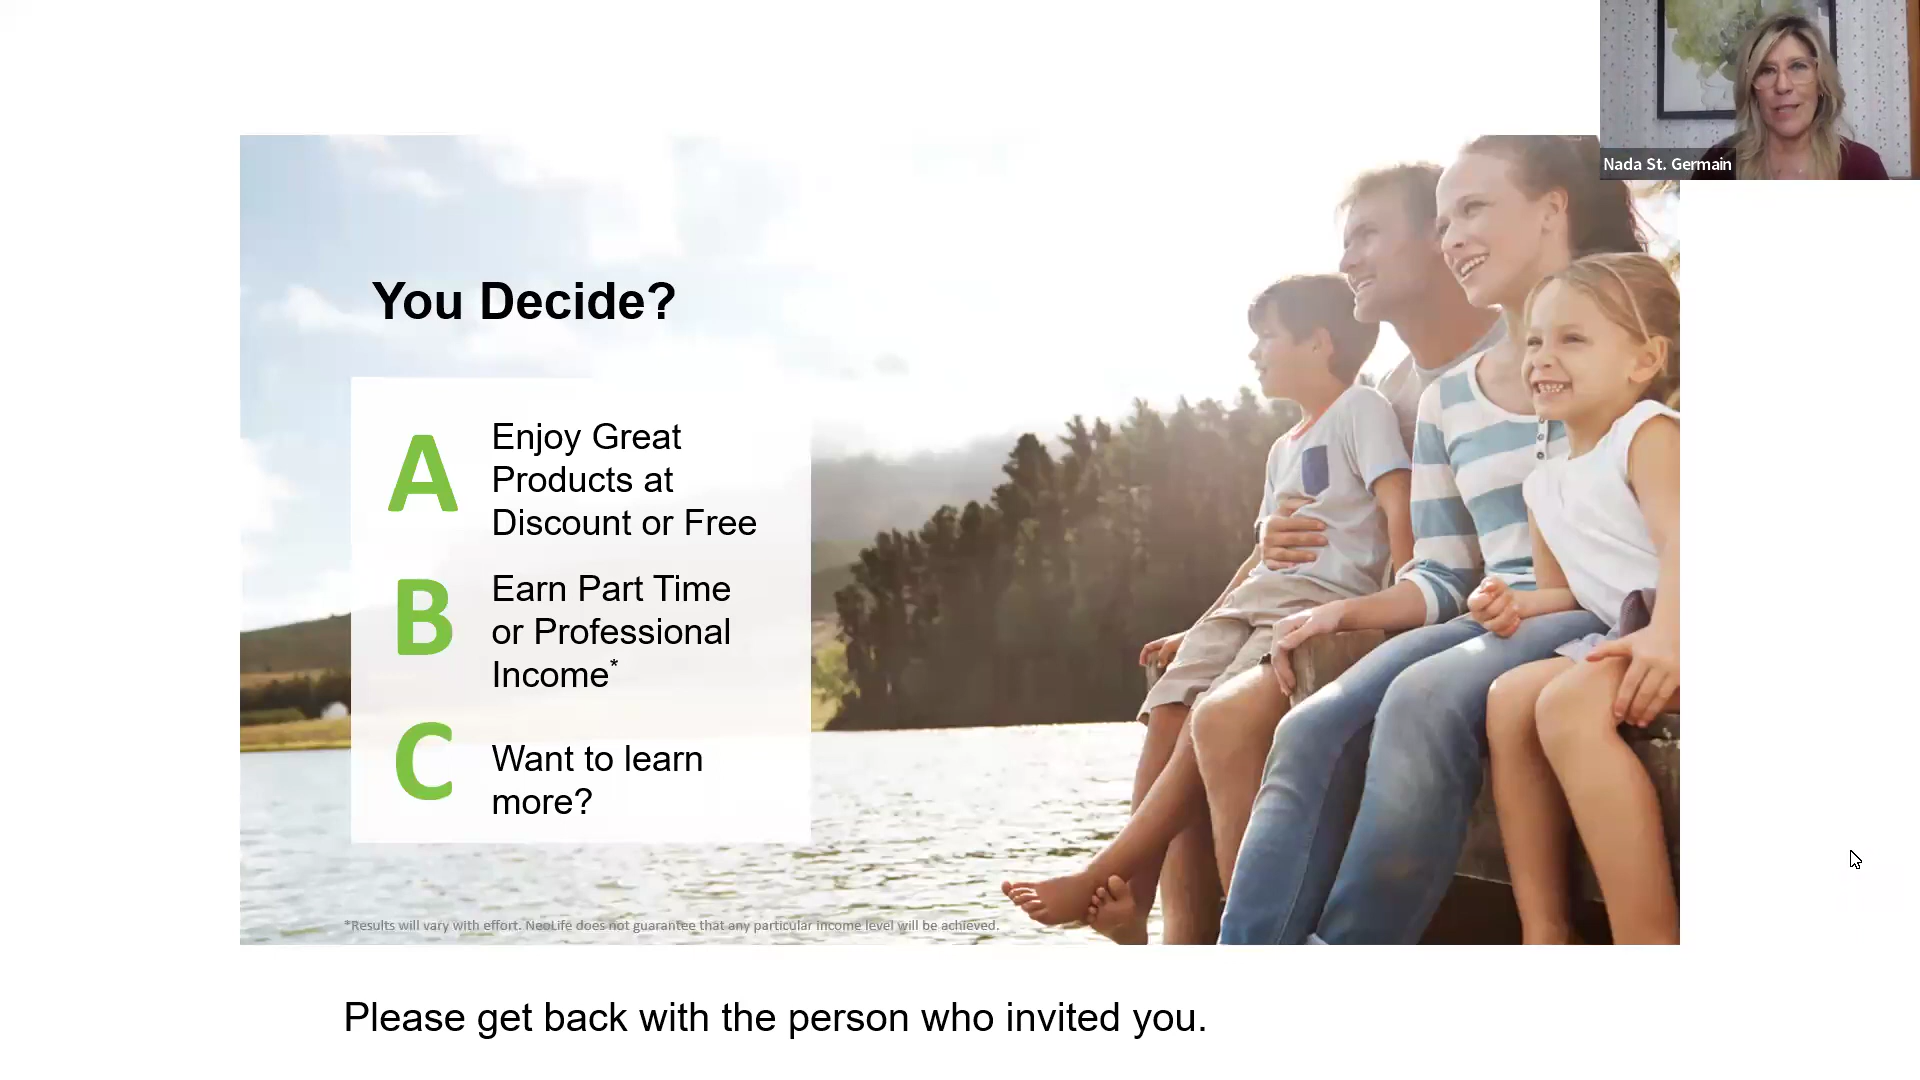 Nada St. Germain
You Decide?
A
Enjoy Great
Products at
Discount or Free
B
Earn Part Time
or Professional
Income*
C
Want to learn
more?
*Results will vary with effort. NeoLife does not guarantee that any particular income level will be achieved.
Please get back with the person who invited you.